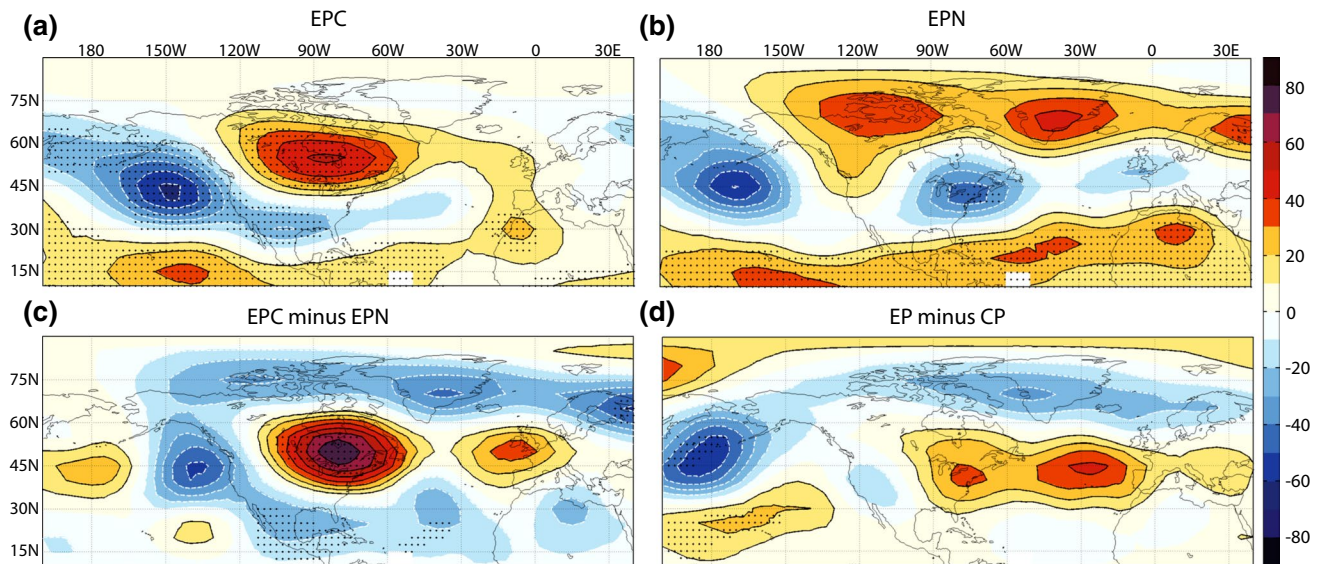 (a) EPC
(b) EPN
180 150W 120W 90W 60W 30W 0 30E
180 150W 120W 90W 60W 30W 0 30E
75N
60N
45N
30N
15N
(c) EPC minus EPN
(d) EP minus CP
75N
60N
45N
30N
15N
80
60
40
20
0
-20
-40
-60
-80